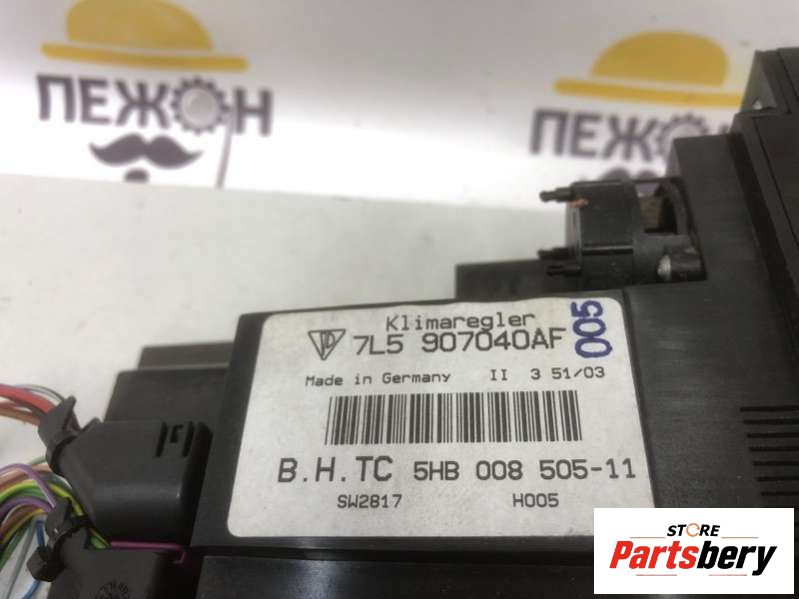 ПЕЖОН
ПЕЖОН
Klimaregler
7L5 907040AF
005
Made in Germany II 3 51/03
B.H.TC 5HB 008 505-11
SW2817 H005
STORE
Partsbery